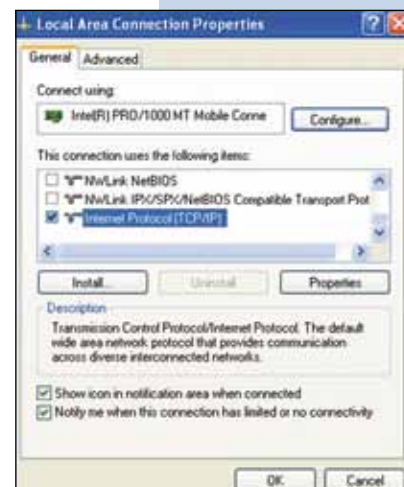 Local Area Connection Properties
General Advanced
Connect using:
Intel(R) PRO/1000 MT Mobile Conne
Configure...
This connection uses the following items:
NWLink NetBIOS
NWLink IPX/SPX/NetBIOS Compatible Transport Prot
Internet Protocol (TCP/IP)
Install... Uninstall Properties
Description
Transmission Control Protocol/Internet Protocol. The default
wide area network protocol that provides communication
across diverse interconnected networks.
Show icon in notification area when connected
Notify me when this connection has limited or no connectivity
OK Cancel